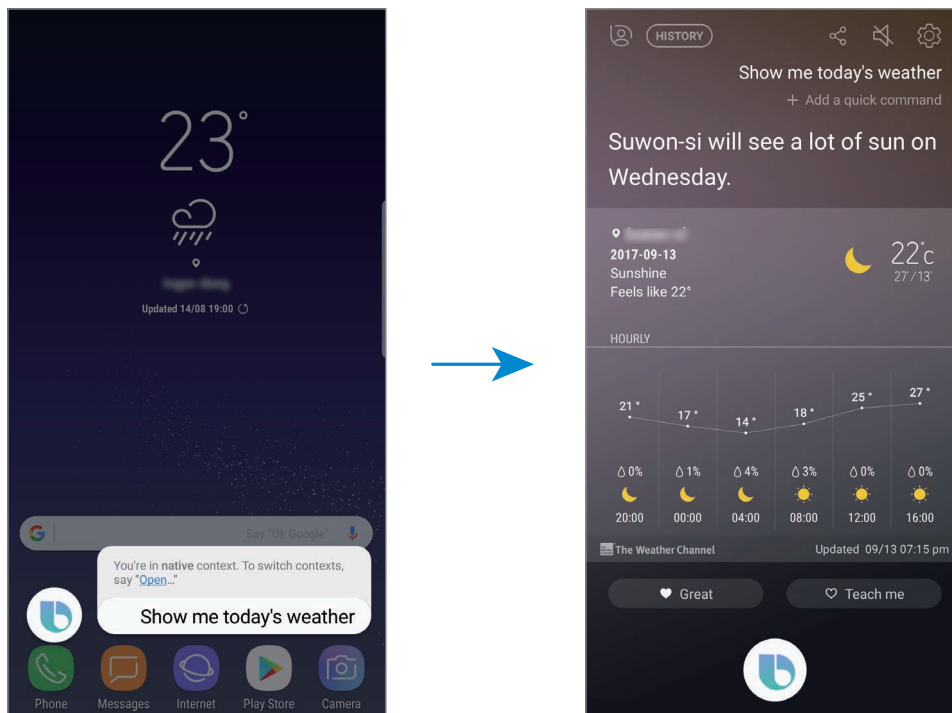 23°
Updated 14/08 19:00
G
Say "Ok Google"
You're in native context. To switch contexts,
say "Open…"
Show me today's weather
Phone Messages Internet Play Store Camera
HISTORY
Show me today's weather
+ Add a quick command
Suwon-si will see a lot of sun on
Wednesday.
2017-09-13
Sunshine
Feels like 22°
22°c
27°/13°
HOURLY
21° 17° 14° 18° 25° 27°
0% 1% 4% 3% 0% 0%
20:00 00:00 04:00 08:00 12:00 16:00
The Weather Channel Updated 09/13 07:15 pm
Great Teach me